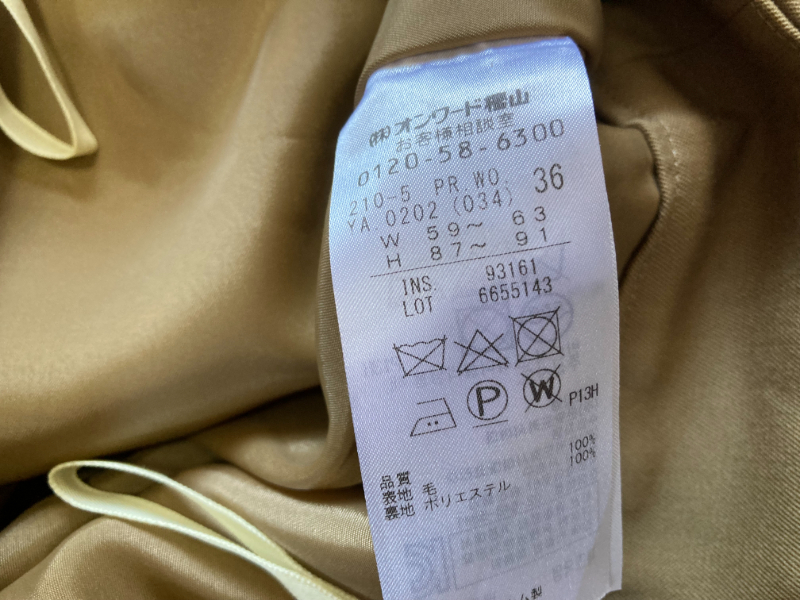 ㈱オンワード樫山
お客様相談室
0120-58-6300
210-5 PR.WO. 36
YA 0202 (034)
W 59～ 63
H 87～ 91
INS. 93161
LOT 6655143
P W P13H
品質
表地 毛 100%
裏地 ポリエステル 100%
ム製